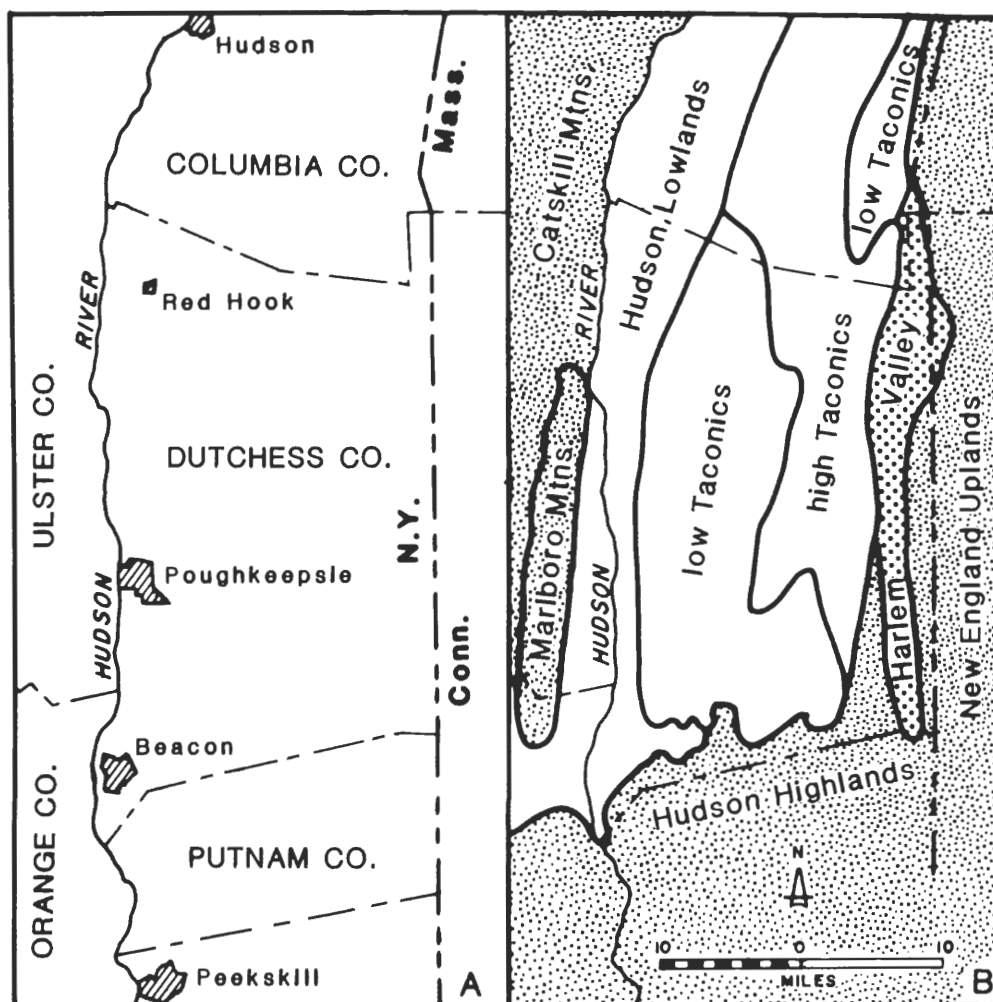 Hudson
Mass.
COLUMBIA CO.
RIVER
Red Hook
ULSTER CO.
DUTCHESS CO.
N.Y.
Poughkeepsie
HUDSON
Conn.
Beacon
ORANGE CO.
PUTNAM CO.
Peekskill
A
Catskill Mtns.
Hudson Lowlands
low Taconics
RIVER
Valley
high Taconics
low Taconics
Marlboro Mtns.
HUDSON
Harlem
New England Uplands
Hudson Highlands
N
10 0 10
MILES
B